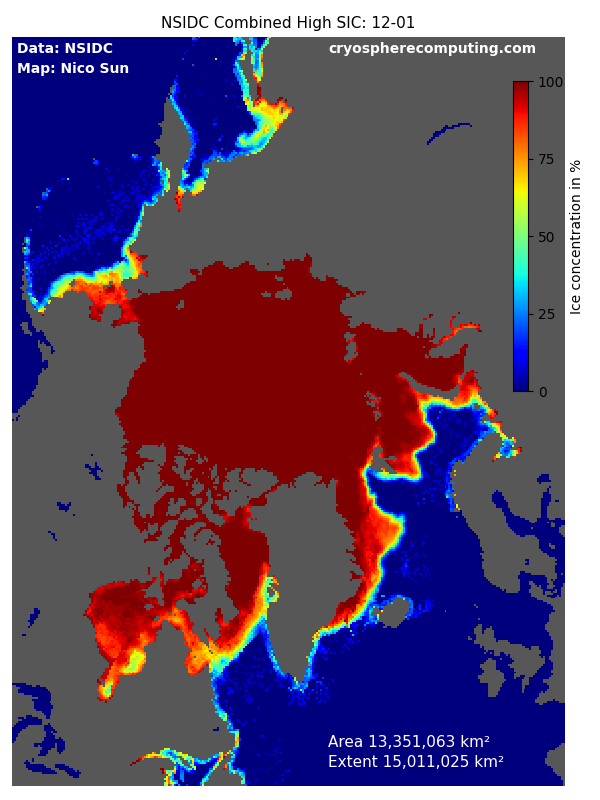 NSIDC Combined High SIC: 12-01
Data: NSIDC
Map: Nico Sun
cryospherecomputing.com
100
75
50
25
0
Ice concentration in %
Area 13,351,063 km²
Extent 15,011,025 km²